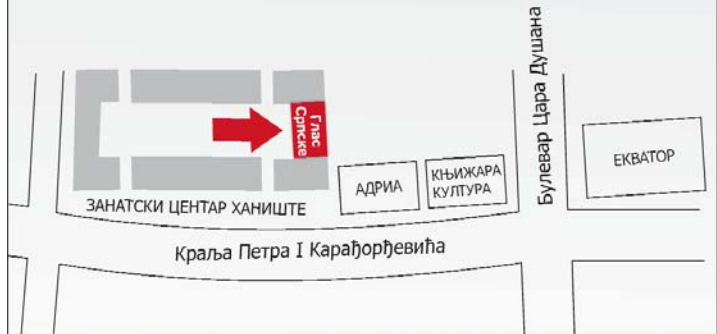 Булевар Цара Душана
Глас
Српске
АДРИА
КЊИЖАРА
КУЛТУРА
ЕКВАТОР
ЗАНАТСКИ ЦЕНТАР ХАНИШТЕ
Краља Петра I Карађорђевића